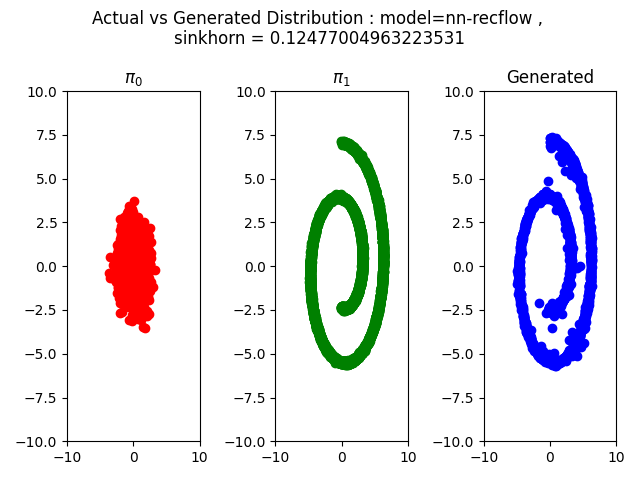 Actual vs Generated Distribution : model=nn-recflow ,
sinkhorn = 0.12477004963223531
π₀ π₁ Generated
10.0 10.0 10.0
7.5 7.5 7.5
5.0 5.0 5.0
2.5 2.5 2.5
0.0 0.0 0.0
−2.5 −2.5 −2.5
−5.0 −5.0 −5.0
−7.5 −7.5 −7.5
−10.0 −10.0 −10.0
−10 0 10 −10 0 10 −10 0 10